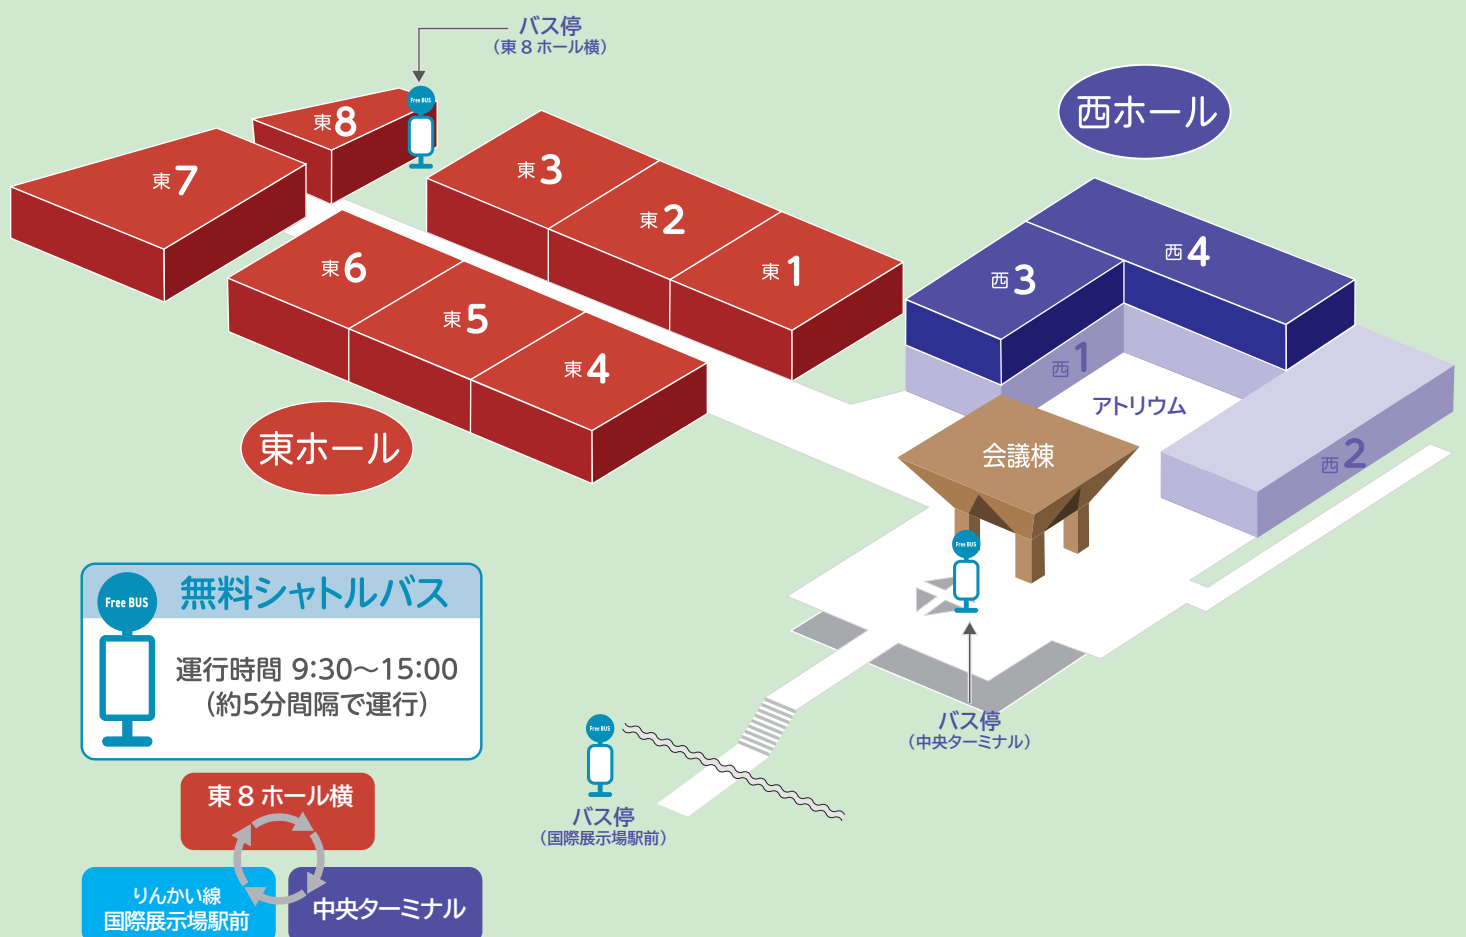 バス停
（東 8 ホール横）
Free BUS
東8
東7
東3
東2
東1
東6
東5
東4
東ホール
西ホール
西4
西3
西1
西2
アトリウム
会議棟
Free BUS
バス停
（中央ターミナル）
Free BUS
バス停
（国際展示場駅前）
Free BUS
無料シャトルバス
運行時間 9:30～15:00
（約5分間隔で運行）
東 8 ホール横
りんかい線
国際展示場駅前
中央ターミナル